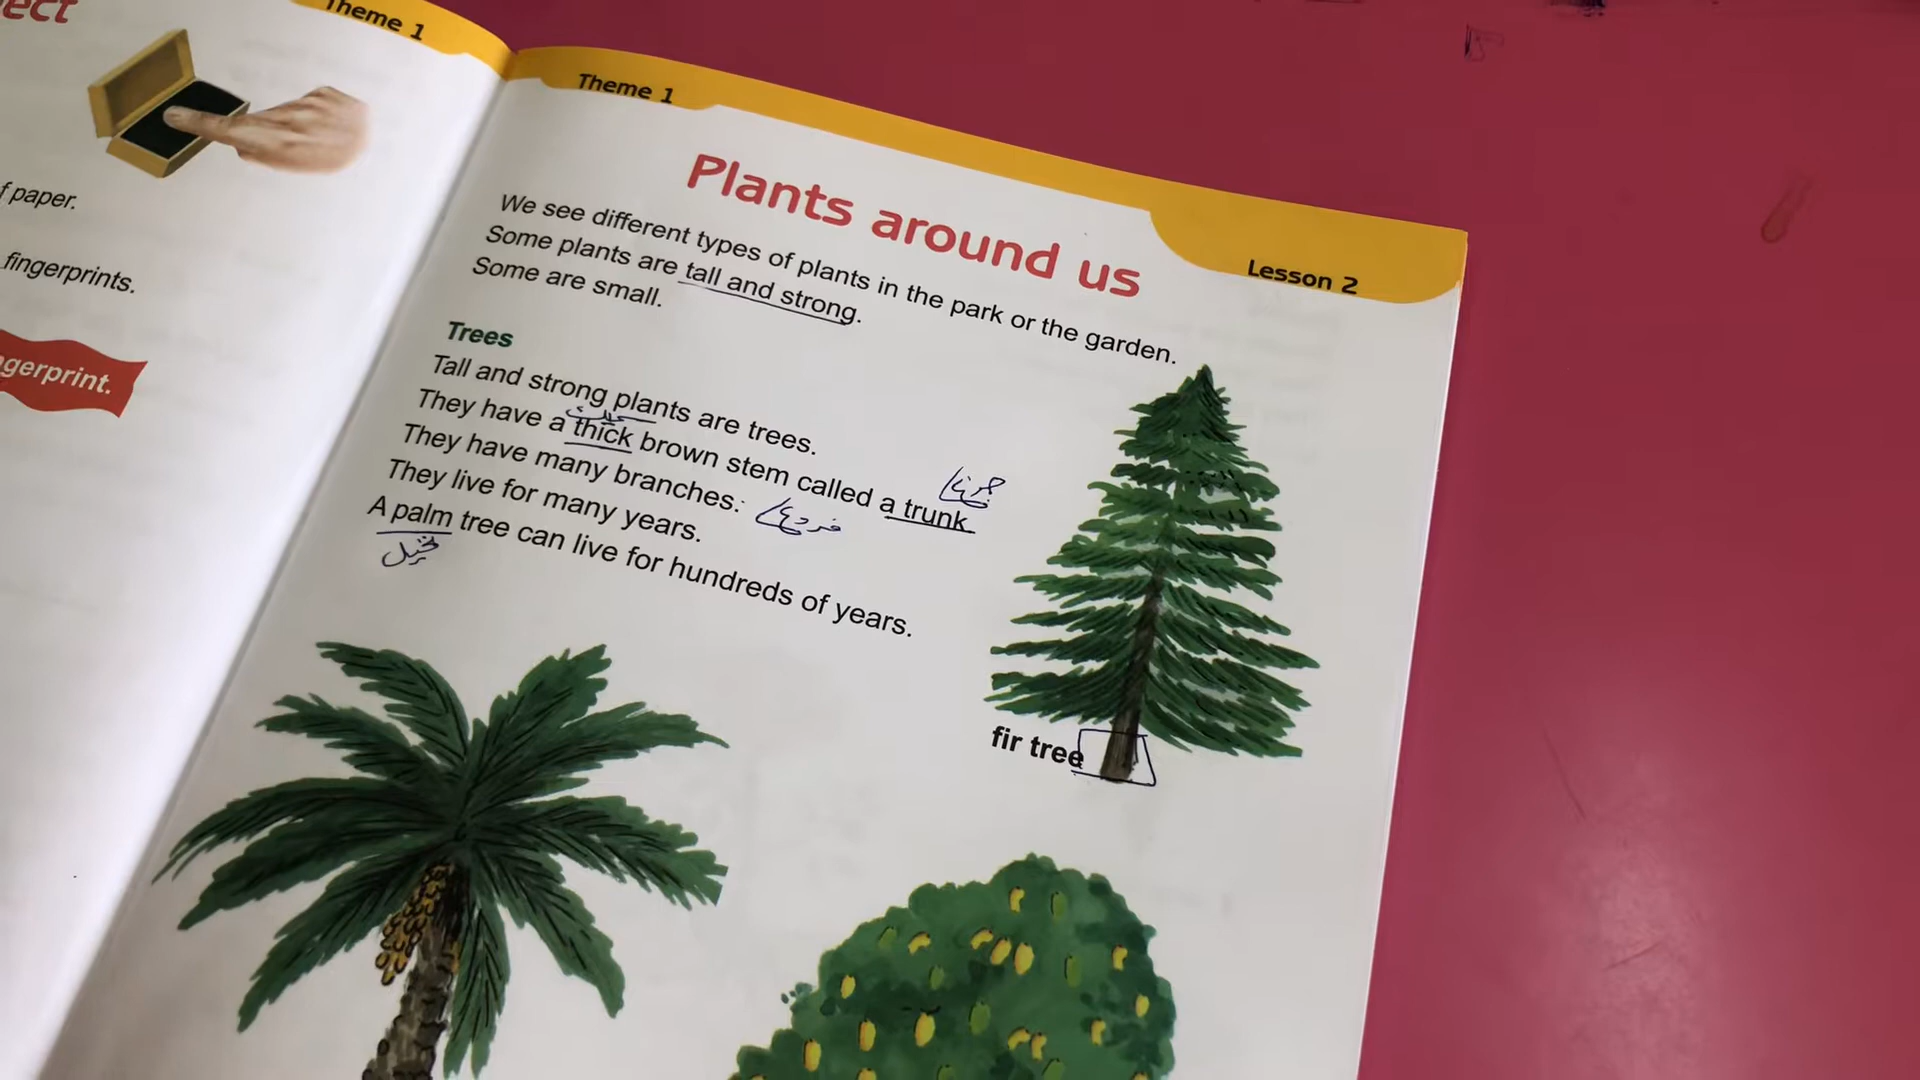 ect
Theme 1
f paper.
fingerprints.
ngerprint.
Theme 1
Lesson 2
Plants around us
We see different types of plants in the park or the garden.
Some plants are tall and strong.
Some are small.
Trees
Tall and strong plants are trees.
They have a thick brown stem called a trunk
They have many branches:
They live for many years.
A palm tree can live for hundreds of years.
fir tree